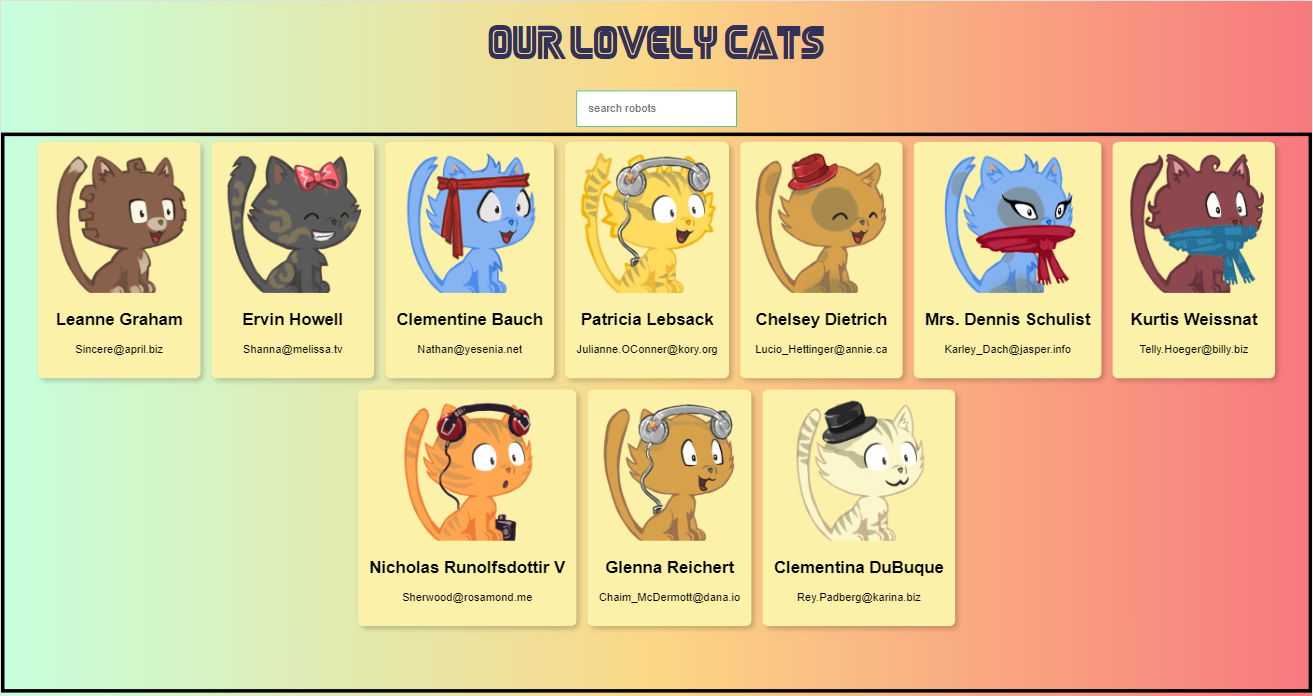 OUR LOVELY CATS
search robots
Leanne Graham
Sincere@april.biz
Ervin Howell
Shanna@melissa.tv
Clementine Bauch
Nathan@yesenia.net
Patricia Lebsack
Julianne.OConner@kory.org
Chelsey Dietrich
Lucio_Hettinger@annie.ca
Mrs. Dennis Schulist
Karley_Dach@jasper.info
Kurtis Weissnat
Telly.Hoeger@billy.biz
Nicholas Runolfsdottir V
Sherwood@rosamond.me
Glenna Reichert
Chaim_McDermott@dana.io
Clementina DuBuque
Rey.Padberg@karina.biz